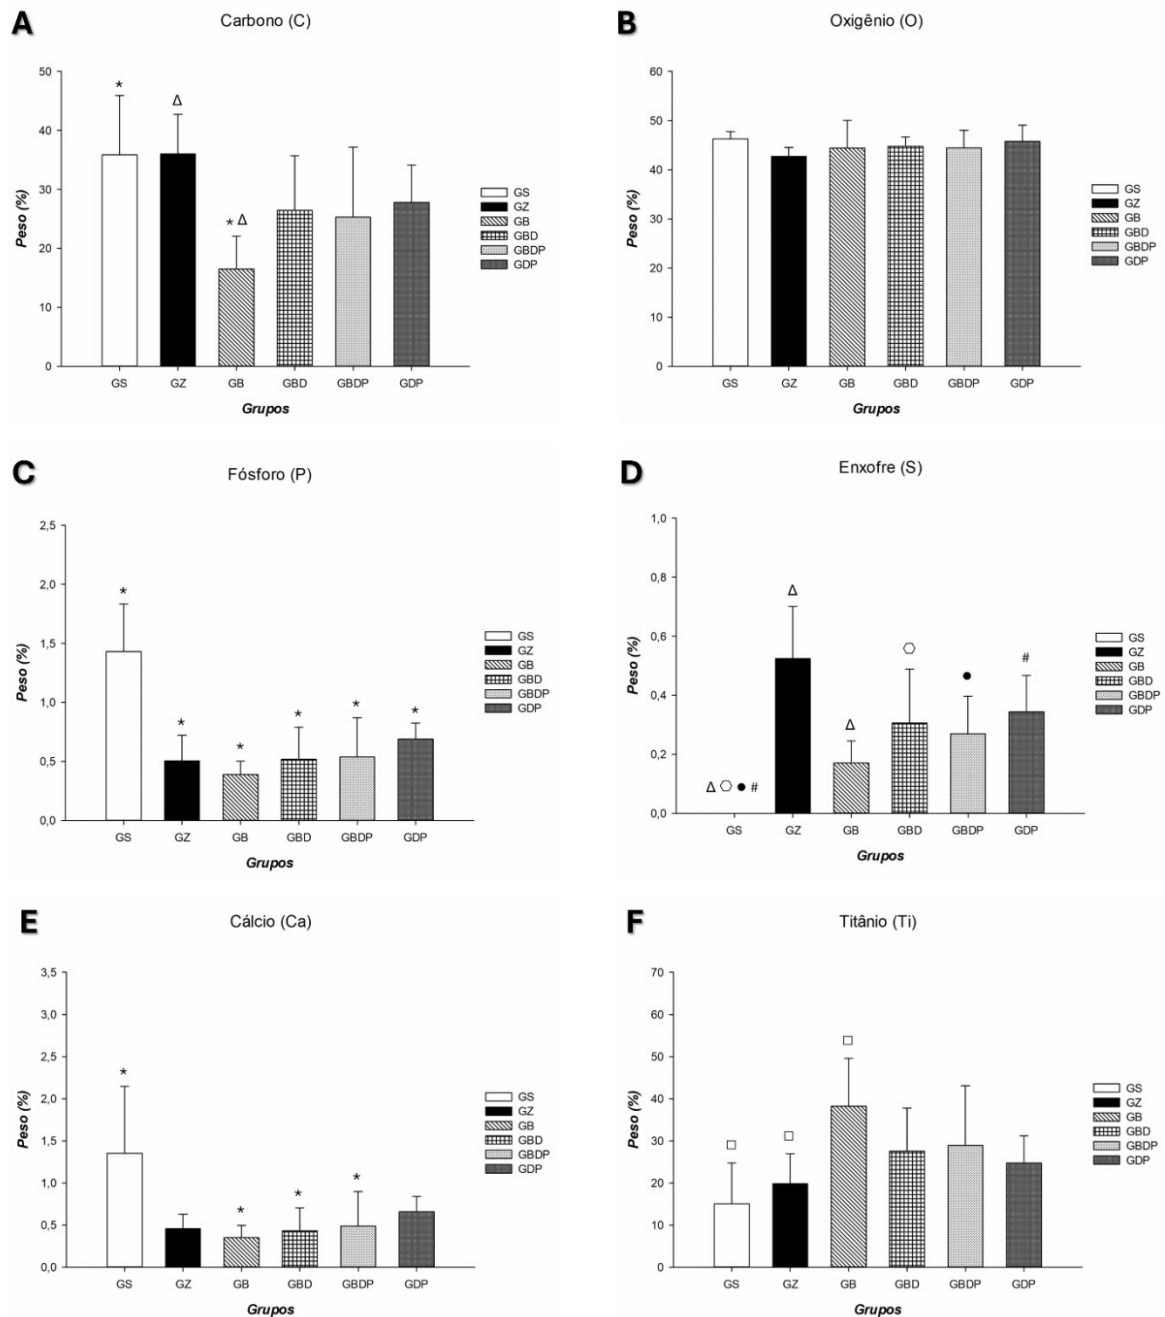 A
Carbono (C)
50
40
30
20
10
0
Peso (%)
*
Δ
* Δ
GS
GZ
GB
GBD
GBDP
GDP
Grupos
GS
GZ
GB
GBD
GBDP
GDP
B
Oxigênio (O)
60
50
40
30
20
10
0
Peso (%)
GS
GZ
GB
GBD
GBDP
GDP
Grupos
GS
GZ
GB
GBD
GBDP
GDP
C
Fósforo (P)
2,5
2,0
1,5
1,0
0,5
0,0
Peso (%)
*
*
*
*
*
*
GS
GZ
GB
GBD
GBDP
GDP
Grupos
GS
GZ
GB
GBD
GBDP
GDP
D
Enxofre (S)
1,0
0,8
0,6
0,4
0,2
0,0
Peso (%)
Δ ⬡ ● #
Δ
Δ
⬡
●
#
GS
GZ
GB
GBD
GBDP
GDP
Grupos
GS
GZ
GB
GBD
GBDP
GDP
E
Cálcio (Ca)
3,5
3,0
2,5
2,0
1,5
1,0
0,5
0,0
Peso (%)
*
*
*
*
GS
GZ
GB
GBD
GBDP
GDP
Grupos
GS
GZ
GB
GBD
GBDP
GDP
F
Titânio (Ti)
70
60
50
40
30
20
10
0
Peso (%)
□
□
□
GS
GZ
GB
GBD
GBDP
GDP
Grupos
GS
GZ
GB
GBD
GBDP
GDP